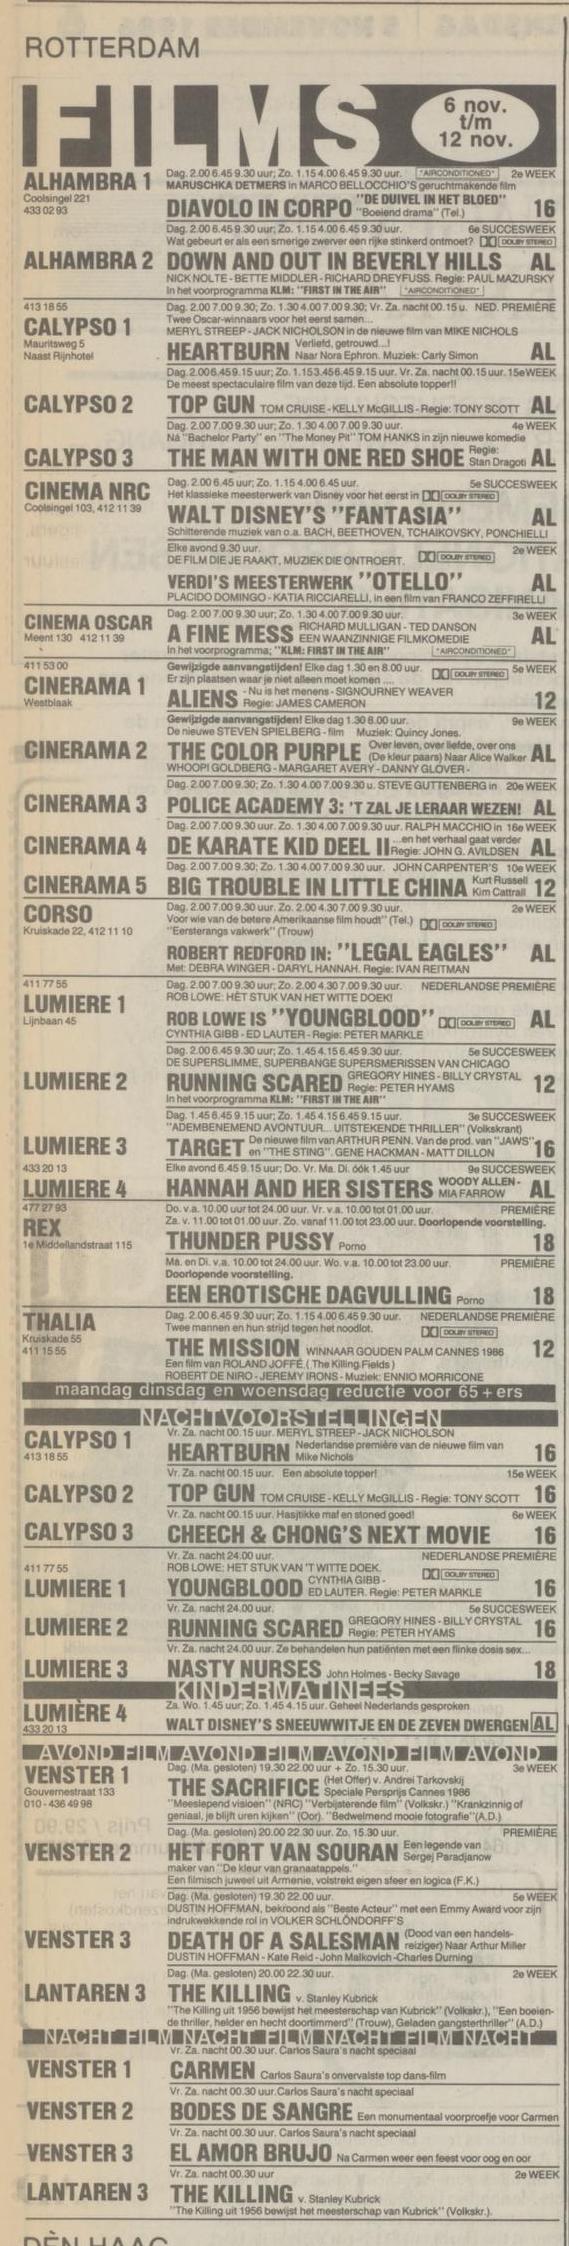 ROTTERDAM
FILMS
6 nov.
t/m
12 nov.
ALHAMBRA 1
Coolsingel 221
433 02 93
Dag. 2.00 6.45 9.30 uur; Zo. 1.15 4.00 6.45 9.30 uur. "AIRCONDITIONED" 2e WEEK
MARUSCHKA DETMERS in MARCO BELLOCCHIO'S geruchtmakende film
DIAVOLO IN CORPO "DE DUIVEL IN HET BLOED" "Boeiend drama" (Tel.) 16
Dag. 2.00 6.45 9.30 uur; Zo. 1.15 4.00 6.45 9.30 uur. 6e SUCCESWEEK
Wat gebeurt er als een smerige zwerver een rijke stinkerd ontmoet? DOLBY STEREO
ALHAMBRA 2 DOWN AND OUT IN BEVERLY HILLS AL
NICK NOLTE - BETTE MIDDLER - RICHARD DREYFUSS. Regie: PAUL MAZURSKY
In het voorprogramma KLM: "FIRST IN THE AIR" "AIRCONDITIONED"
413 18 55
CALYPSO 1
Mauritsweg 5
Naast Rijnhotel
Dag. 2.00 7.00 9.30; Zo. 1.30 4.00 7.00 9.30; Vr. Za. nacht 00.15 u. NED. PREMIÈRE
Twee Oscar-winnaars voor het eerst samen...
MERYL STREEP - JACK NICHOLSON in de nieuwe film van MIKE NICHOLS
HEARTBURN Verliefd, getrouwd...! Naar Nora Ephron. Muziek: Carly Simon AL
Dag. 2.00 6.45 9.15 uur; Zo. 1.15 3.45 6.45 9.15 uur. Vr. Za. nacht 00.15 uur. 15e WEEK
De meest spectaculaire film van deze tijd. Een absolute topper!!
CALYPSO 2 TOP GUN TOM CRUISE - KELLY McGILLIS - Regie: TONY SCOTT AL
Dag. 2.00 7.00 9.30 uur; Zo. 1.30 4.00 7.00 9.30 uur. 4e WEEK
Ná "Bachelor Party" en "The Money Pit" TOM HANKS in zijn nieuwe komedie
CALYPSO 3 THE MAN WITH ONE RED SHOE Regie: Stan Dragoti AL
CINEMA NRC
Coolsingel 103, 412 11 39
Dag. 2.00 6.45 uur; Zo. 1.15 4.00 6.45 uur. 5e SUCCESWEEK
Het klassieke meesterwerk van Disney voor het eerst in DOLBY STEREO
WALT DISNEY'S "FANTASIA" AL
Schitterende muziek van o.a. BACH, BEETHOVEN, TCHAIKOVSKY, PONCHIELLI
Elke avond 9.30 uur. 2e WEEK
DE FILM DIE JE RAAKT, MUZIEK DIE ONTROERT. DOLBY STEREO
VERDI'S MEESTERWERK "OTELLO" AL
PLACIDO DOMINGO - KATIA RICCIARELLI, in een film van FRANCO ZEFFIRELLI
CINEMA OSCAR
Meent 130 412 11 39
Dag. 2.00 7.00 9.30 uur; Zo. 1.30 4.00 7.00 9.30 uur. 3e WEEK
A FINE MESS RICHARD MULLIGAN - TED DANSON EEN WAANZINNIGE FILMKOMEDIE AL
In het voorprogramma; "KLM: FIRST IN THE AIR" "AIRCONDITIONED"
411 53 00
CINERAMA 1
Westblaak
Gewijzigde aanvangstijden! Elke dag 1.30 en 8.00 uur. DOLBY STEREO 5e WEEK
Er zijn plaatsen waar je niet alleen moet komen ....
ALIENS - Nu is het menens - SIGNOURNEY WEAVER Regie: JAMES CAMERON 12
Gewijzigde aanvangstijden! Elke dag 1.30 8.00 uur. 9e WEEK
De nieuwe STEVEN SPIELBERG - film Muziek: Quincy Jones.
CINERAMA 2 THE COLOR PURPLE Over leven, over liefde, over ons (De kleur paars) Naar Alice Walker AL
WHOOPI GOLDBERG - MARGARET AVERY - DANNY GLOVER -
Dag. 2.00 7.00 9.30; Zo. 1.30 4.00 7.00 9.30 u. STEVE GUTTENBERG in 20e WEEK
CINERAMA 3 POLICE ACADEMY 3: 'T ZAL JE LERAAR WEZEN! AL
Dag. 2.00 7.00 9.30 uur. Zo. 1.30 4.00 7.00 9.30 uur. RALPH MACCHIO in 16e WEEK
CINERAMA 4 DE KARATE KID DEEL II ...en het verhaal gaat verder Regie: JOHN G. AVILDSEN AL
Dag. 2.00 7.00 9.30; Zo. 1.30 4.00 7.00 9.30 uur. JOHN CARPENTER'S 10e WEEK
CINERAMA 5 BIG TROUBLE IN LITTLE CHINA Kurt Russell Kim Cattrall 12
CORSO
Kruiskade 22, 412 11 10
Dag. 2.00 7.00 9.30 uur. Zo. 2.00 4.30 7.00 9.30 uur. 2e WEEK
Voor wie van de betere Amerikaanse film houdt" (Tel.)
"Eersterangs vakwerk" (Trouw) DOLBY STEREO
ROBERT REDFORD IN: "LEGAL EAGLES" AL
Met: DEBRA WINGER - DARYL HANNAH. Regie: IVAN REITMAN
411 77 55
LUMIERE 1
Lijnbaan 45
Dag. 2.00 7.00 9.30 uur; Zo. 2.00 4.30 7.00 9.30 uur. NEDERLANDSE PREMIÈRE
ROB LOWE: HÈT STUK VAN HET WITTE DOEK!
ROB LOWE IS "YOUNGBLOOD" DOLBY STEREO AL
CYNTHIA GIBB - ED LAUTER - Regie: PETER MARKLE
Dag. 2.00 6.45 9.30 uur; Zo. 1.45 4.15 6.45 9.30 uur. 5e SUCCESWEEK
DE SUPERSLIMME, SUPERBANGE SUPERSMERISSEN VAN CHICAGO
LUMIERE 2 RUNNING SCARED GREGORY HINES - BILLY CRYSTAL Regie: PETER HYAMS 12
In het voorprogramma KLM: "FIRST IN THE AIR"
Dag. 1.45 6.45 9.15 uur; Zo. 1.45 4.15 6.45 9.15 uur. 3e SUCCESWEEK
"ADEMBENEMEND AVONTUUR... UITSTEKENDE THRILLER" (Volkskrant)
LUMIERE 3 TARGET De nieuwe film van ARTHUR PENN. Van de prod. van "JAWS" en "THE STING". GENE HACKMAN - MATT DILLON 16
433 20 13
Elke avond 6.45 9.15 uur; Do. Vr. Ma. Di. óók 1.45 uur 9e SUCCESWEEK
LUMIERE 4 HANNAH AND HER SISTERS WOODY ALLEN - MIA FARROW AL
477 27 93
REX
1e Middellandstraat 115
Do. v.a. 10.00 uur tot 24.00 uur. Vr. v.a. 10.00 tot 01.00 uur. PREMIÈRE
Za. v. 11.00 tot 01.00 uur. Zo. vanaf 11.00 tot 23.00 uur. Doorlopende voorstelling.
THUNDER PUSSY Porno 18
Ma. en Di. v.a. 10.00 tot 24.00 uur. Wo. v.a. 10.00 tot 23.00 uur. PREMIÈRE
Doorlopende voorstelling.
EEN EROTISCHE DAGVULLING Porno 18
THALIA
Kruiskade 55
411 15 55
Dag. 2.00 6.45 9.30 uur; Zo. 1.15 4.00 6.45 9.30 uur. NEDERLANDSE PREMIÈRE
Twee mannen en hun strijd tegen het noodlot. DOLBY STEREO
THE MISSION WINNAAR GOUDEN PALM CANNES 1986 12
Een film van ROLAND JOFFÉ ( The Killing Fields )
ROBERT DE NIRO - JEREMY IRONS - Muziek: ENNIO MORRICONE
maandag dinsdag en woensdag reductie voor 65+ers
NACHTVOORSTELLINGEN
CALYPSO 1
413 18 55
Vr. Za. nacht 00.15 uur. MERYL STREEP - JACK NICHOLSON
HEARTBURN Nederlandse première van de nieuwe film van Mike Nichols 16
Vr. Za. nacht 00.15 uur. Een absolute topper! 15e WEEK
CALYPSO 2 TOP GUN TOM CRUISE - KELLY McGILLIS - Regie: TONY SCOTT 16
Vr. Za. nacht 00.15 uur. Hasjtikke maf en stoned goed! 6e WEEK
CALYPSO 3 CHEECH & CHONG'S NEXT MOVIE 16
Vr. Za. nacht 24.00 uur. NEDERLANDSE PREMIÈRE
411 77 55 ROB LOWE: HET STUK VAN 'T WITTE DOEK. DOLBY STEREO
LUMIERE 1 YOUNGBLOOD CYNTHIA GIBB - ED LAUTER. Regie: PETER MARKLE 16
Vr. Za. nacht 24.00 uur. 5e SUCCESWEEK
LUMIERE 2 RUNNING SCARED GREGORY HINES - BILLY CRYSTAL Regie: PETER HYAMS 16
Vr. Za. nacht 24.00 uur. Ze behandelen hun patiënten met een flinke dosis sex...
LUMIERE 3 NASTY NURSES John Holmes - Becky Savage 18
KINDERMATINEES
LUMIÈRE 4
433 20 13
Za. Wo. 1.45 uur; Zo. 1.45 4.15 uur. Geheel Nederlands gesproken
WALT DISNEY'S SNEEUWWITJE EN DE ZEVEN DWERGEN AL
AVOND FILM AVOND FILM AVOND FILM AVOND
VENSTER 1
Gouvernestraat 133
010 - 436 49 98
Dag. (Ma. gesloten) 19.30 22.00 uur + Zo. 15.30 uur. 3e WEEK
THE SACRIFICE (Het Offer) v. Andrei Tarkovskij Speciale Persprijs Cannes 1986
"Meeslepend visioen" (NRC) "Verbijsterende film" (Volkskr.) "Krankzinnig of
geniaal, je blijft uren kijken" (Oor). "Bedwelmend mooie fotografie" (A.D.)
Dag. (Ma. gesloten) 20.00 22.30 uur. Zo. 15.30 uur. PREMIÈRE
VENSTER 2 HET FORT VAN SOURAN Een legende van Sergej Paradjanow
maker van "De kleur van granaatappels."
Een filmisch juweel uit Armenie, volstrekt eigen sfeer en logica (F.K.)
Dag. (Ma. gesloten) 19.30 22.00 uur. 5e WEEK
DUSTIN HOFFMAN, bekroond als "Beste Acteur" met een Emmy Award voor zijn
indrukwekkende rol in VOLKER SCHLÖNDORFF'S
VENSTER 3 DEATH OF A SALESMAN (Dood van een handels- reiziger) Naar Arthur Miller
DUSTIN HOFFMAN - Kate Reid - John Malkovich - Charles Durning
Dag. (Ma. gesloten) 20.00 22.30 uur. 2e WEEK
LANTAREN 3 THE KILLING v. Stanley Kubrick
"The Killing uit 1956 bewijst het meesterschap van Kubrick" (Volkskr.), "Een boeien-
de thriller, helder en hecht doortimmerd" (Trouw), Geladen gangsterthriller" (A.D.)
NACHT FILM NACHT FILM NACHT FILM NACHT
Vr. Za. nacht 00.30 uur. Carlos Saura's nacht speciaal
VENSTER 1 CARMEN Carlos Saura's onvervalste top dans-film
Vr. Za. nacht 00.30 uur. Carlos Saura's nacht speciaal
VENSTER 2 BODES DE SANGRE Een monumentaal voorproefje voor Carmen
Vr. Za. nacht 00.30 uur. Carlos Saura's nacht speciaal
VENSTER 3 EL AMOR BRUJO Na Carmen weer een feest voor oog en oor
Vr. Za. nacht 00.30 uur 2e WEEK
LANTAREN 3 THE KILLING v. Stanley Kubrick
"The Killing uit 1956 bewijst het meesterschap van Kubrick" (Volkskr.).
DÈN HAAG